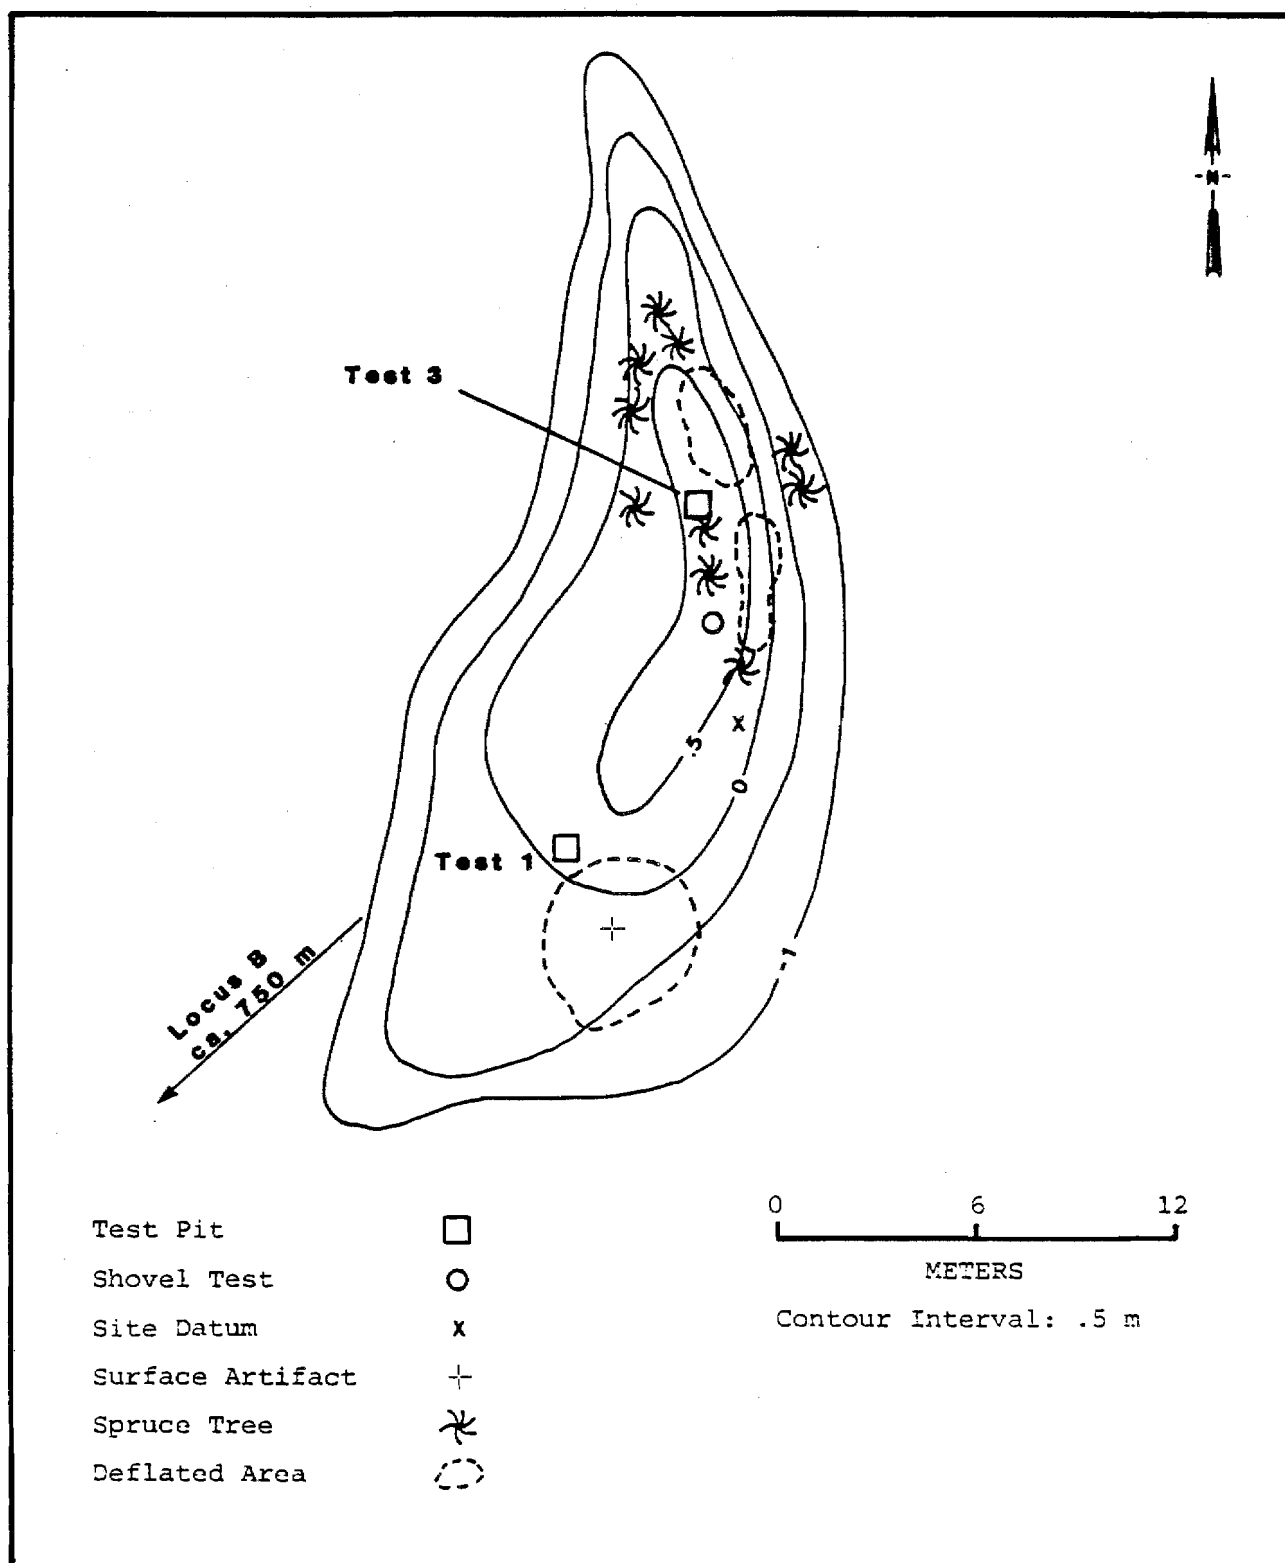 -N-
Test 3
.5
0
Test 1
-1
Locus B
ca. 750 m
0 6 12
METERS
Contour Interval: .5 m
Test Pit
Shovel Test
Site Datum x
Surface Artifact
Spruce Tree
Deflated Area
x